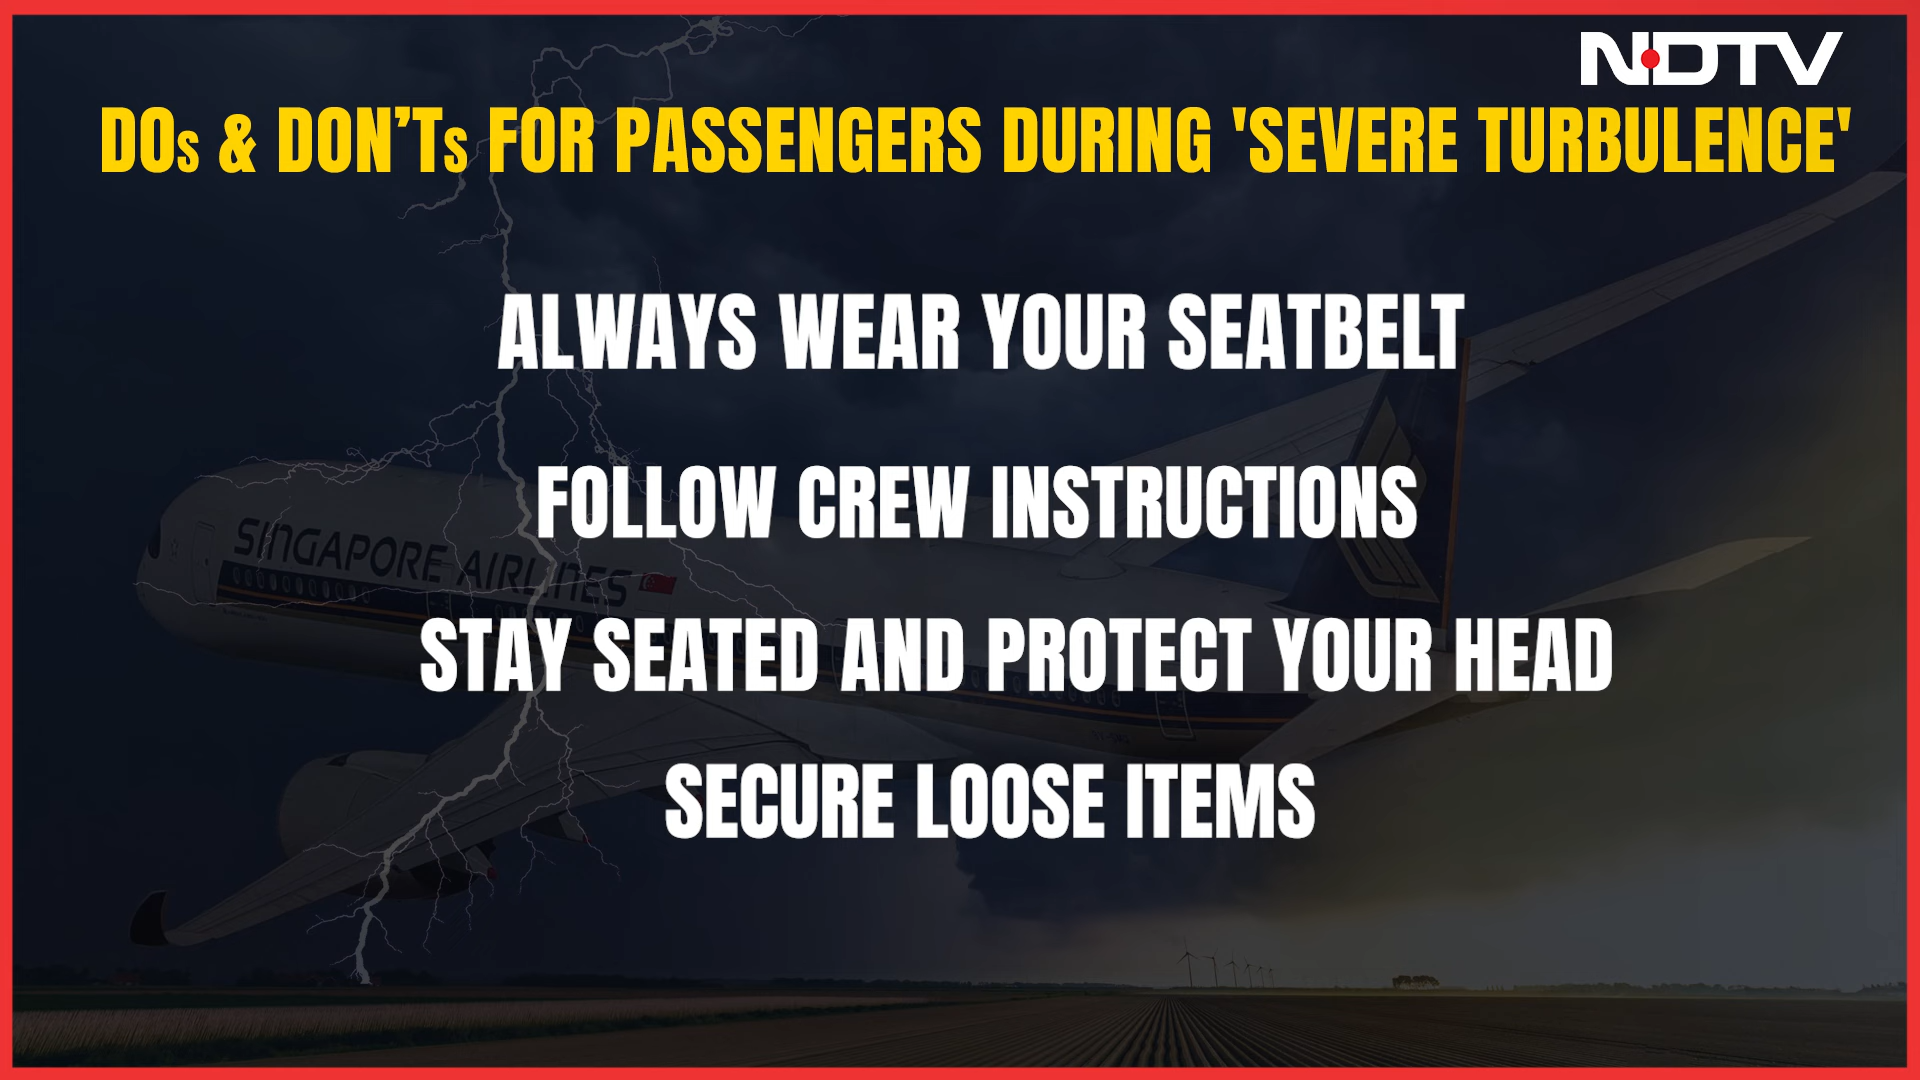 NDTV
DOs & DON’Ts FOR PASSENGERS DURING 'SEVERE TURBULENCE'
ALWAYS WEAR YOUR SEATBELT
FOLLOW CREW INSTRUCTIONS
SINGAPORE AIRLINES
STAY SEATED AND PROTECT YOUR HEAD
SECURE LOOSE ITEMS